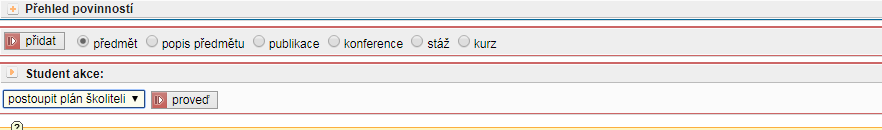 Přehled povinností
přidat předmět popis předmětu publikace konference stáž kurz
Student akce:
postoupit plán školiteli proveď
?